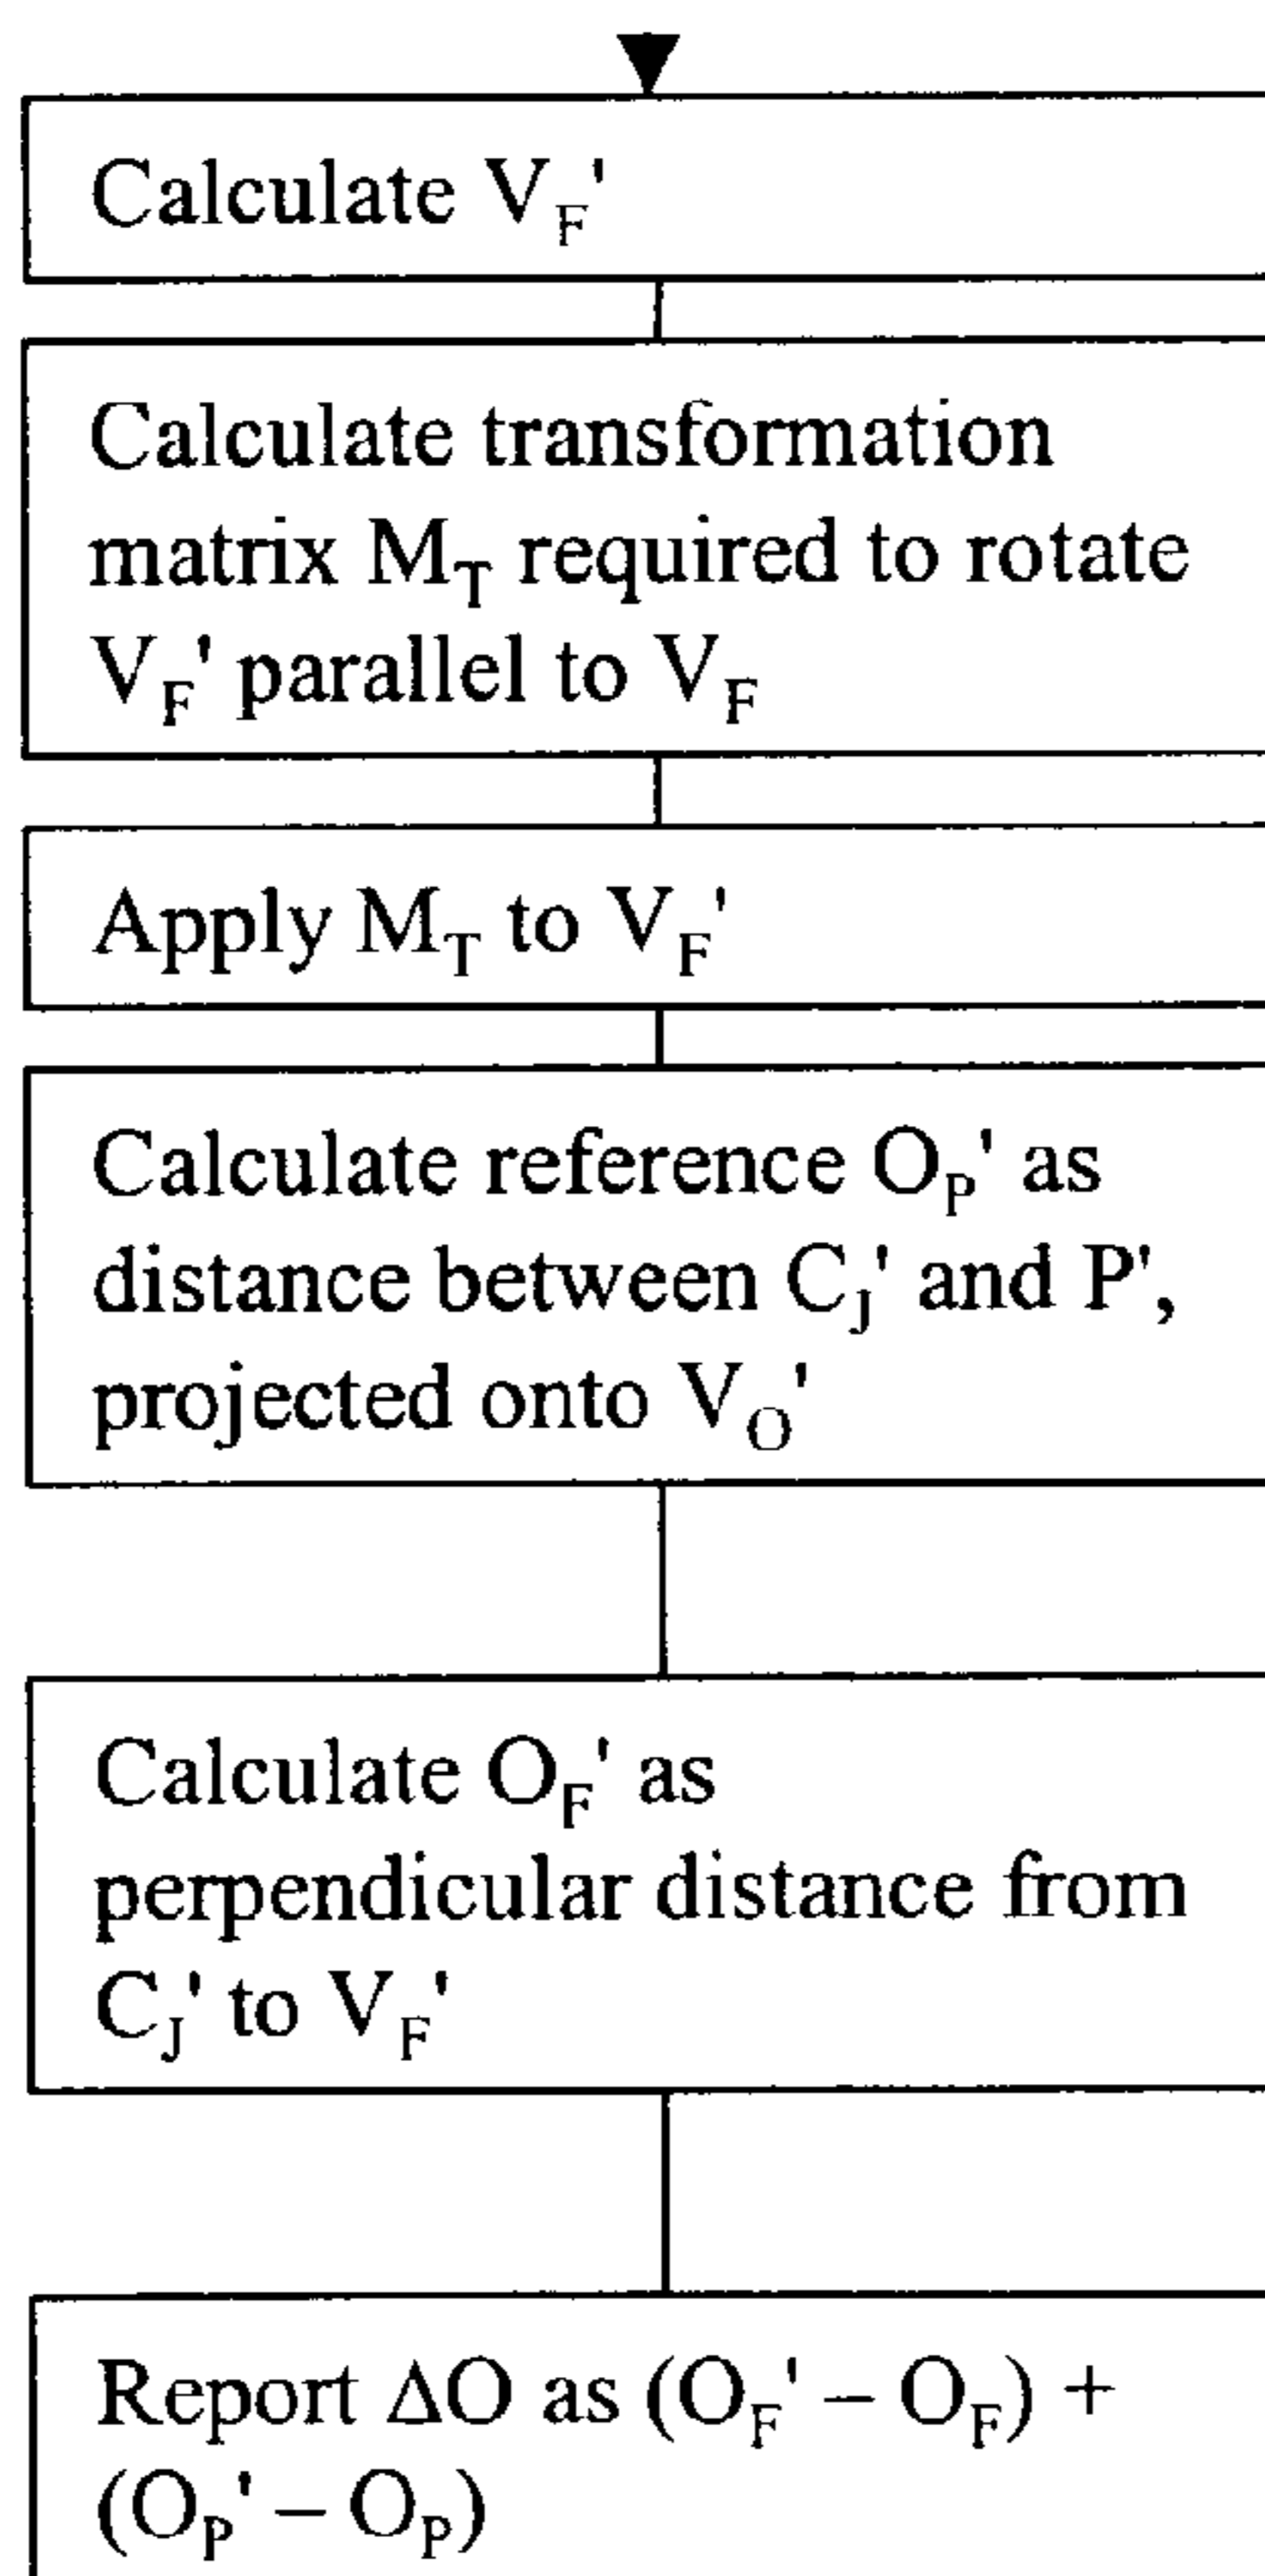 Calculate V_F'
Calculate transformation
matrix M_T required to rotate
V_F' parallel to V_F
Apply M_T to V_F'
Calculate reference O_P' as
distance between C_J' and P',
projected onto V_O'
Calculate O_F' as
perpendicular distance from
C_J' to V_F'
Report ΔO as (O_F' – O_F) +
(O_P' – O_P)